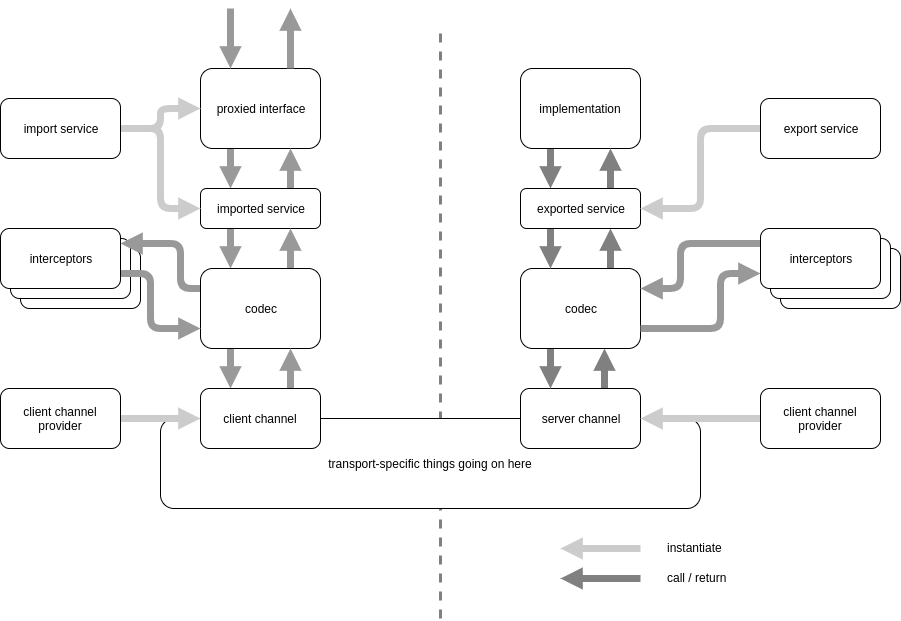 proxied interface
implementation
import service
export service
imported service
exported service
interceptors
interceptors
codec
codec
client channel
provider
client channel
server channel
client channel
provider
transport-specific things going on here
instantiate
call / return